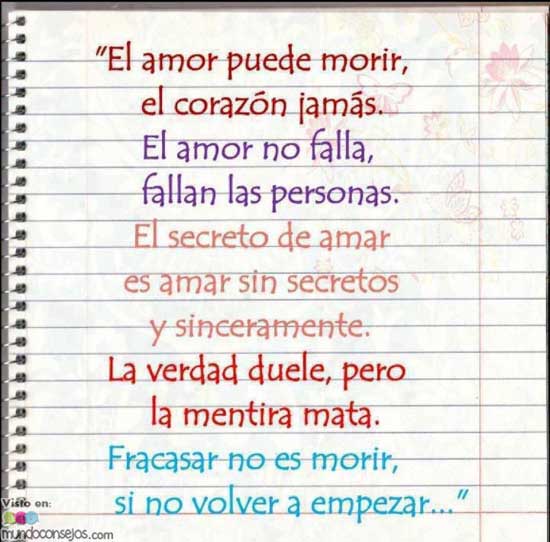 "El amor puede morir,
el corazón jamás.
El amor no falla,
fallan las personas.
El secreto de amar
es amar sin secretos
y sinceramente.
La verdad duele, pero
la mentira mata.
Fracasar no es morir,
si no volver a empezar..."
Visto en:
mundoconsejos.com